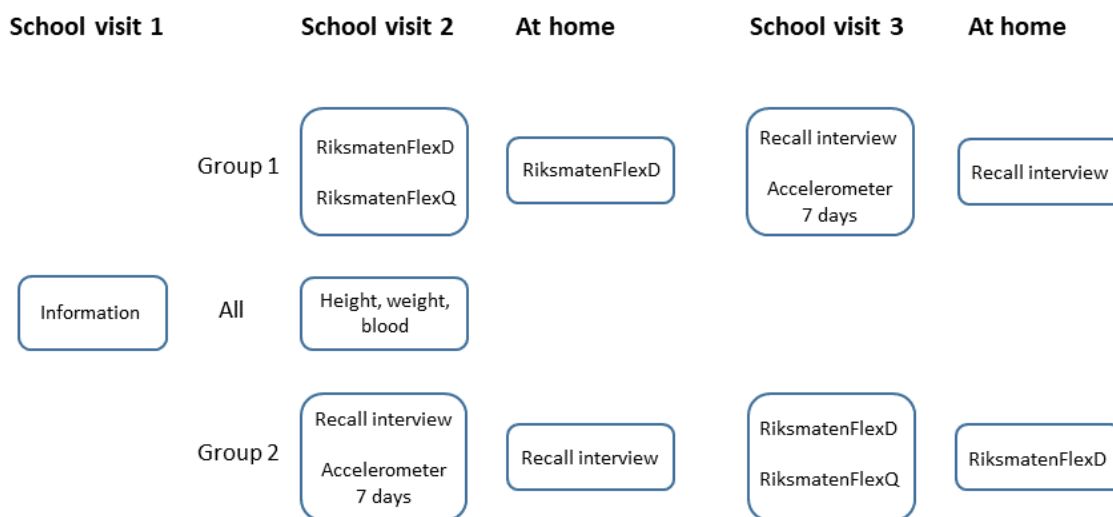 School visit 1 School visit 2 At home School visit 3 At home
Group 1
RiksmatenFlexD
RiksmatenFlexQ
RiksmatenFlexD
Recall interview
Accelerometer
7 days
Recall interview
Information
All
Height, weight,
blood
Group 2
Recall interview
Accelerometer
7 days
Recall interview
RiksmatenFlexD
RiksmatenFlexQ
RiksmatenFlexD